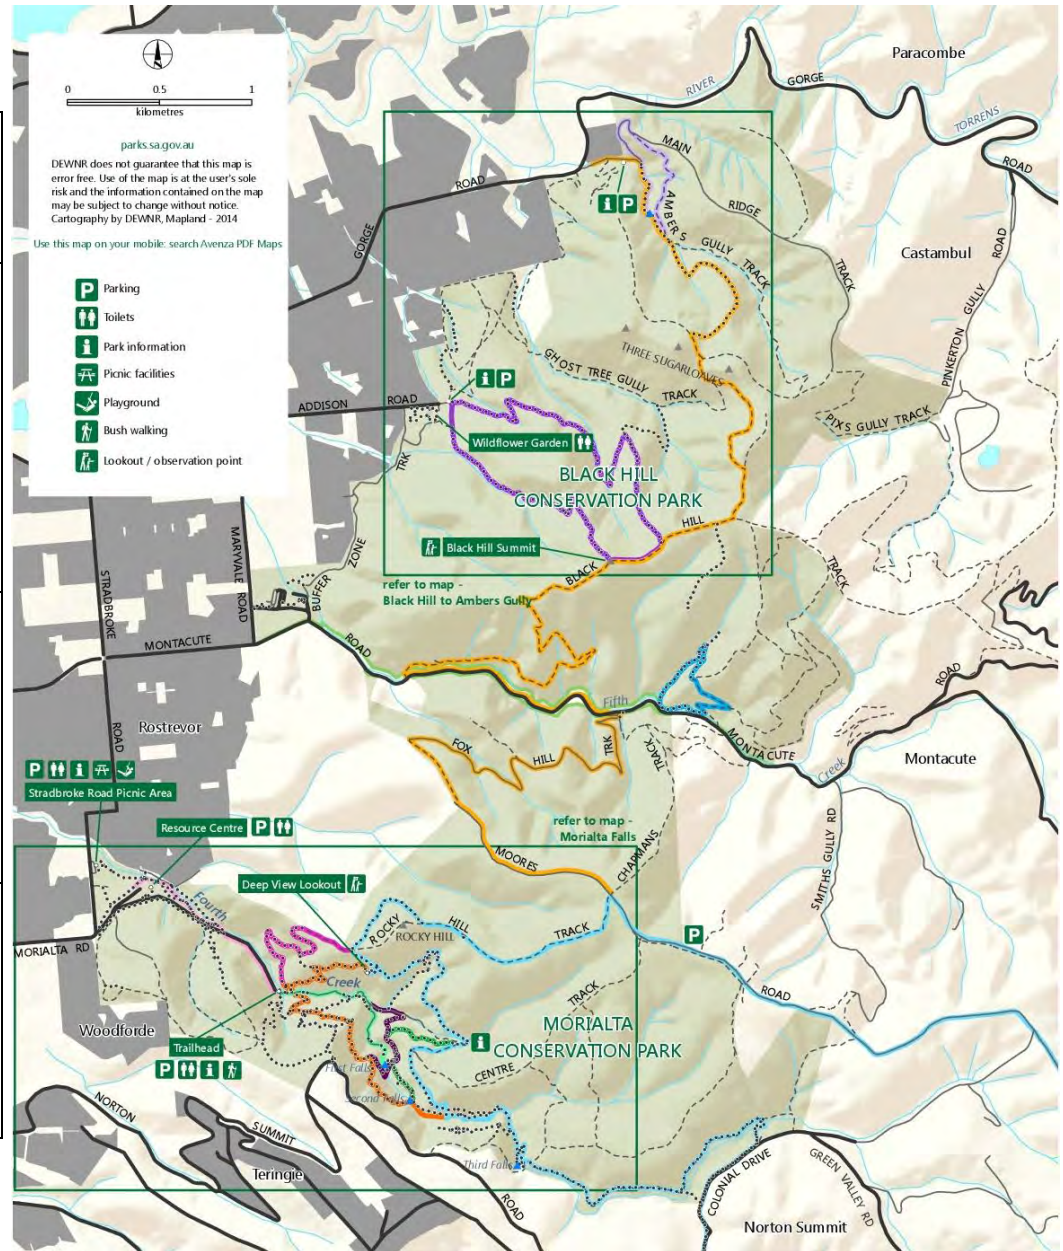 0 0.5 1
kilometres
parks.sa.gov.au
DEWNR does not guarantee that this map is
error free. Use of the map is at the user's sole
risk and the information contained on the map
may be subject to change without notice.
Cartography by DEWNR, Mapland - 2014
Use this map on your mobile: search Avenza PDF Maps
P Parking
Toilets
i Park information
Picnic facilities
Playground
Bush walking
Lookout / observation point
Paracombe
RIVER
GORGE
TORRENS
ROAD
MAIN
RIDGE
TRACK
ROAD
GORGE
i P
AMBERS GULLY TRACK
Castambul
PINKERTON GULLY ROAD
THREE SUGARLOAVES
GHOST TREE GULLY TRACK
i P
ADDISON ROAD
PIXS GULLY TRACK
Wildflower Garden
TRK
BLACK HILL
CONSERVATION PARK
HILL
Black Hill Summit
BLACK
TRACK
refer to map -
Black Hill to Ambers Gully
BUFFER ZONE
MARYVALE ROAD
STRADBROKE
MONTACUTE
ROAD
ROAD
Fifth
Rostrevor
ROAD
MONTACUTE
Creek
Montacute
FOX HILL TRK
TRACK
P i
Stradbroke Road Picnic Area
Resource Centre P
refer to map -
Morialta Falls
MOORES
CHAPMANS
SMITHS GULLY RD
Deep View Lookout
Fourth
ROCKY HILL TRACK
ROCKY HILL
P
MORIALTA RD
ROAD
Creek
TRACK
Woodforde
MORIALTA
CONSERVATION PARK
i
Trailhead
P i
First Falls
CENTRE
Second Falls
NORTON
SUMMIT
Teringie
Third Falls
ROAD
COLONIAL DRIVE
GREEN VALLEY RD
Norton Summit